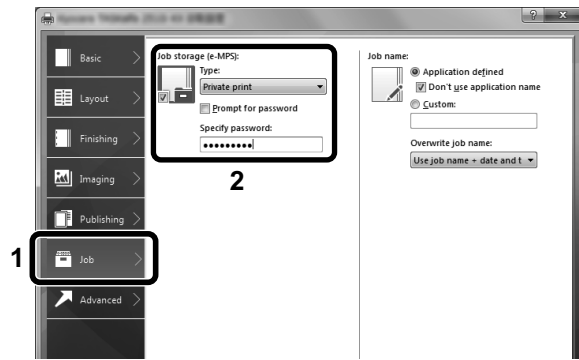 Basic
Layout
Finishing
Imaging
Publishing
1
Job
Advanced
Job storage (e-MPS):
Type:
Private print
Prompt for password
Specify password:
•••••••••
2
Job name:
Application defined
Don't use application name
Custom:
Overwrite job name:
Use job name + date and t